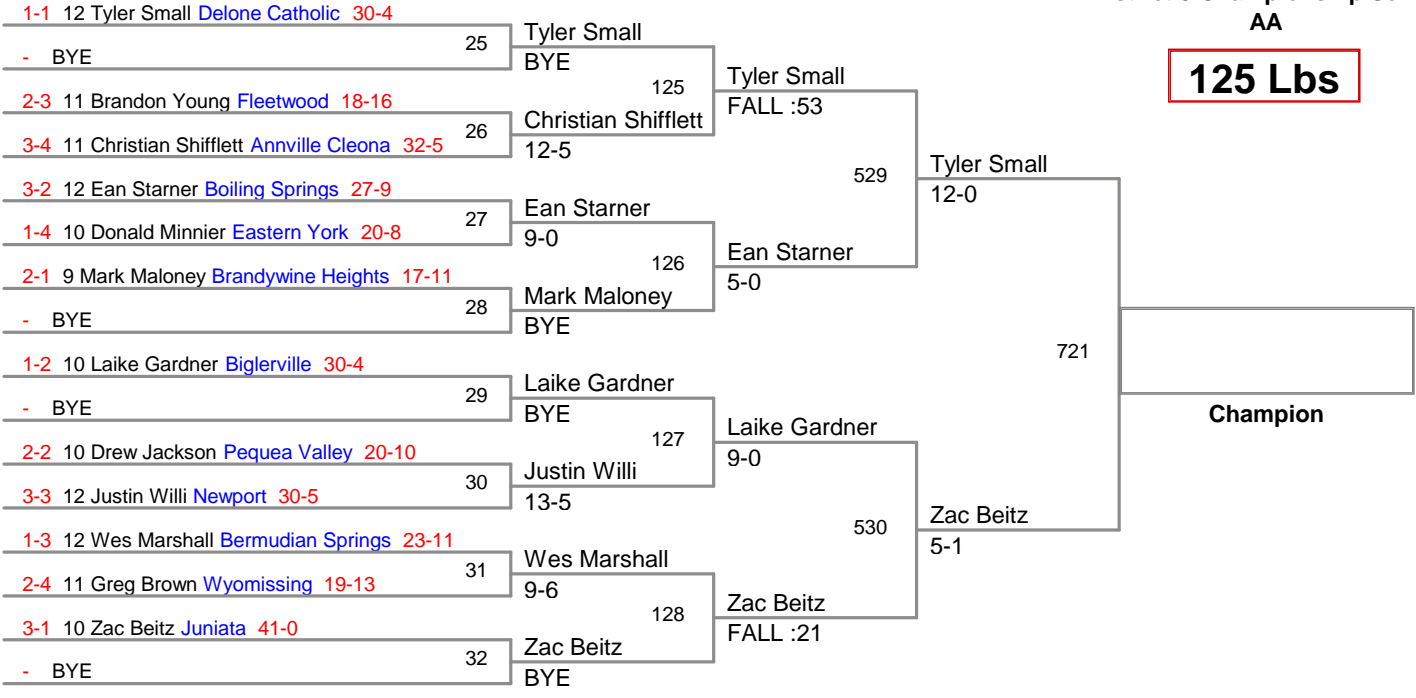 1-1 12 Tyler Small Delone Catholic 30-4
- BYE
2-3 11 Brandon Young Fleetwood 18-16
3-4 11 Christian Shifflett Annville Cleona 32-5
3-2 12 Ean Starner Boiling Springs 27-9
1-4 10 Donald Minnier Eastern York 20-8
2-1 9 Mark Maloney Brandywine Heights 17-11
- BYE
1-2 10 Laike Gardner Biglerville 30-4
- BYE
2-2 10 Drew Jackson Pequea Valley 20-10
3-3 12 Justin Willi Newport 30-5
1-3 12 Wes Marshall Bermudian Springs 23-11
2-4 11 Greg Brown Wyomissing 19-13
3-1 10 Zac Beitz Juniata 41-0
- BYE
25
26
27
28
29
30
31
32
Tyler Small
BYE
Christian Shifflett
12-5
Ean Starner
9-0
Mark Maloney
BYE
Laike Gardner
BYE
Justin Willi
13-5
Wes Marshall
9-6
Zac Beitz
BYE
125
126
127
128
Tyler Small
FALL :53
Ean Starner
5-0
Laike Gardner
9-0
Zac Beitz
FALL :21
529
530
Tyler Small
12-0
Zac Beitz
5-1
721
Champion
AA
125 Lbs